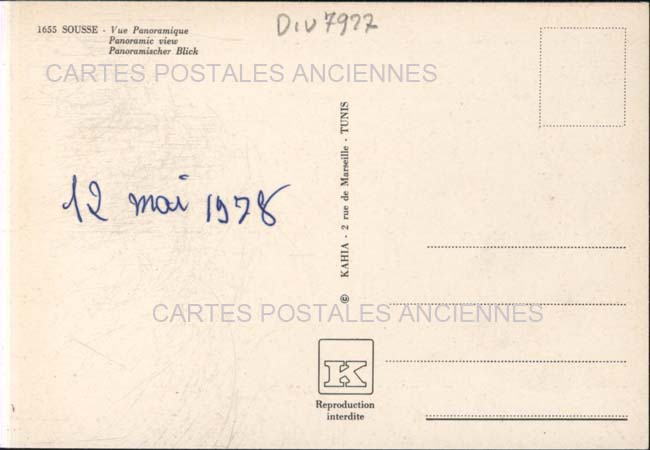 Div7927
1655 SOUSSE - Vue Panoramique
Panoramic view
Panoramischer Blick
CARTES POSTALES ANCIENNES
12 mai 1978
© KAHIA - 2 rue de Marseille - TUNIS
CARTES POSTALES ANCIENNES
K
Reproduction
interdite